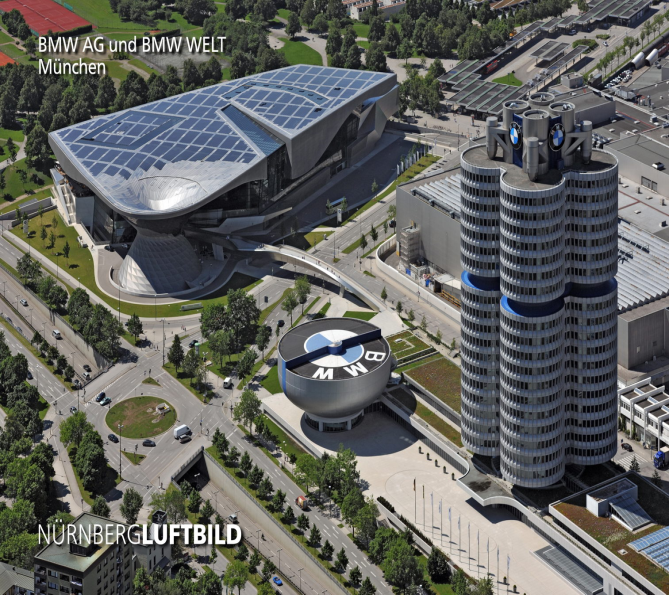 BMW AG und BMW WELT
München
BMW
NÜRNBERGLUFTBILD